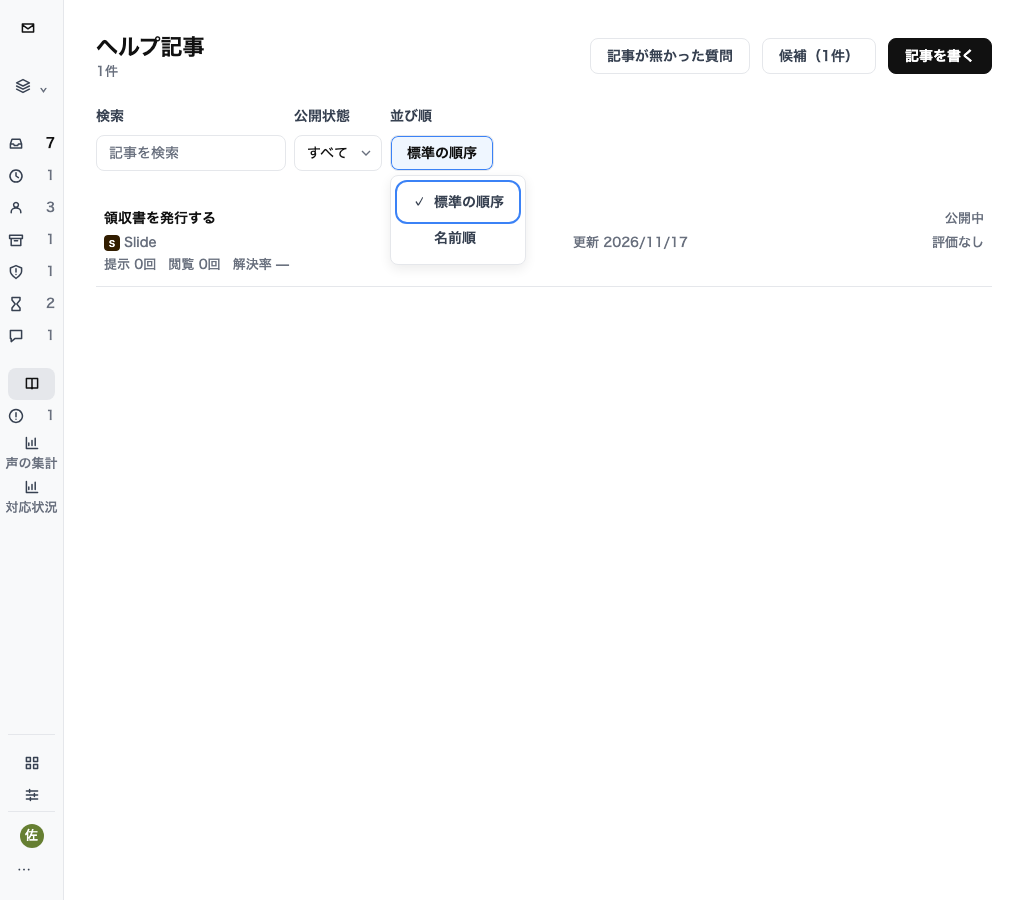 ヘルプ記事
1件
記事が無かった質問
候補（1件）
記事を書く
検索
公開状態
並び順
記事を検索
すべて
標準の順序
✓ 標準の順序
名前順
領収書を発行する
公開中
S Slide
更新 2026/11/17
評価なし
提示 0回 閲覧 0回 解決率 —
7
1
3
1
1
2
1
1
声の集計
対応状況
佐
…